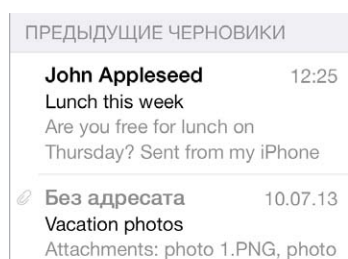 ПРЕДЫДУЩИЕ ЧЕРНОВИКИ
John Appleseed 12:25
Lunch this week
Are you free for lunch on
Thursday? Sent from my iPhone
Без адресата 10.07.13
Vacation photos
Attachments: photo 1.PNG, photo